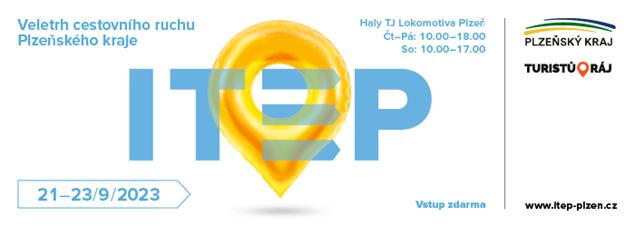 Veletrh cestovního ruchu
Plzeňského kraje
Haly TJ Lokomotiva Plzeň
Čt–Pá: 10.00–18.00
So: 10.00–17.00
ITEP
21–23/9/2023
Vstup zdarma
PLZEŇSKÝ KRAJ
TURISTŮ RÁJ
www.itep-plzen.cz